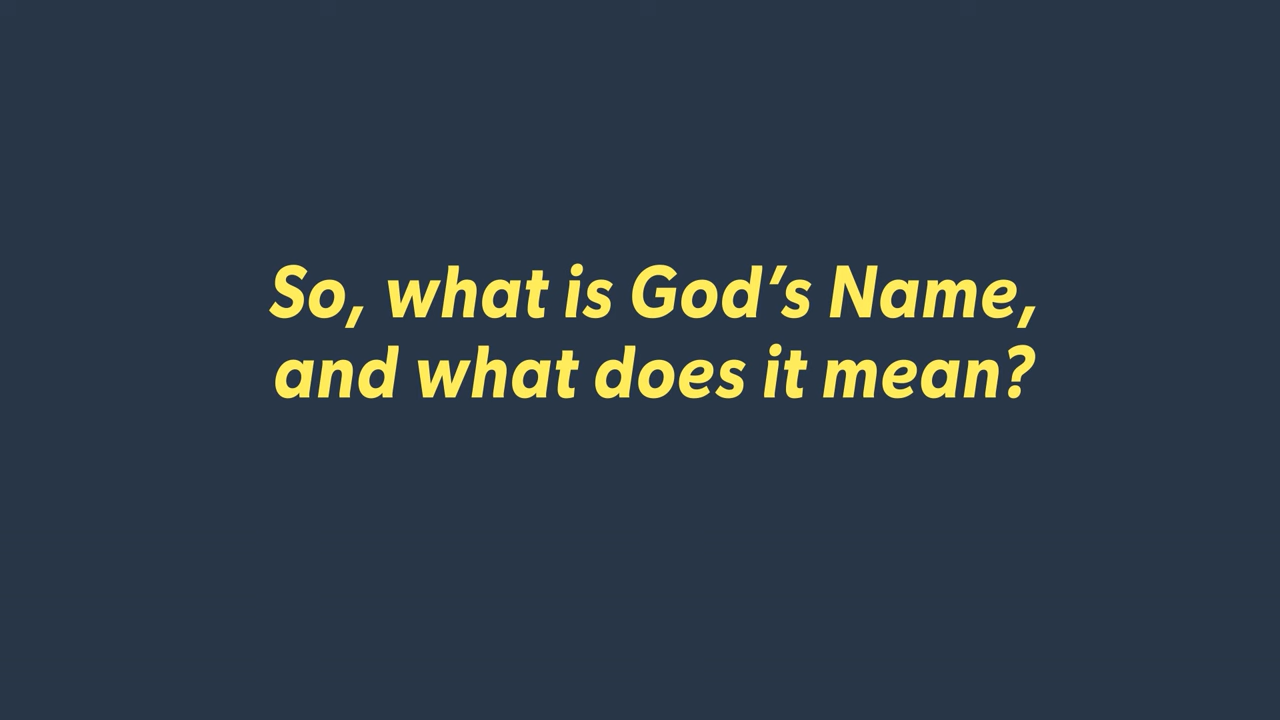 So, what is God’s Name,
and what does it mean?